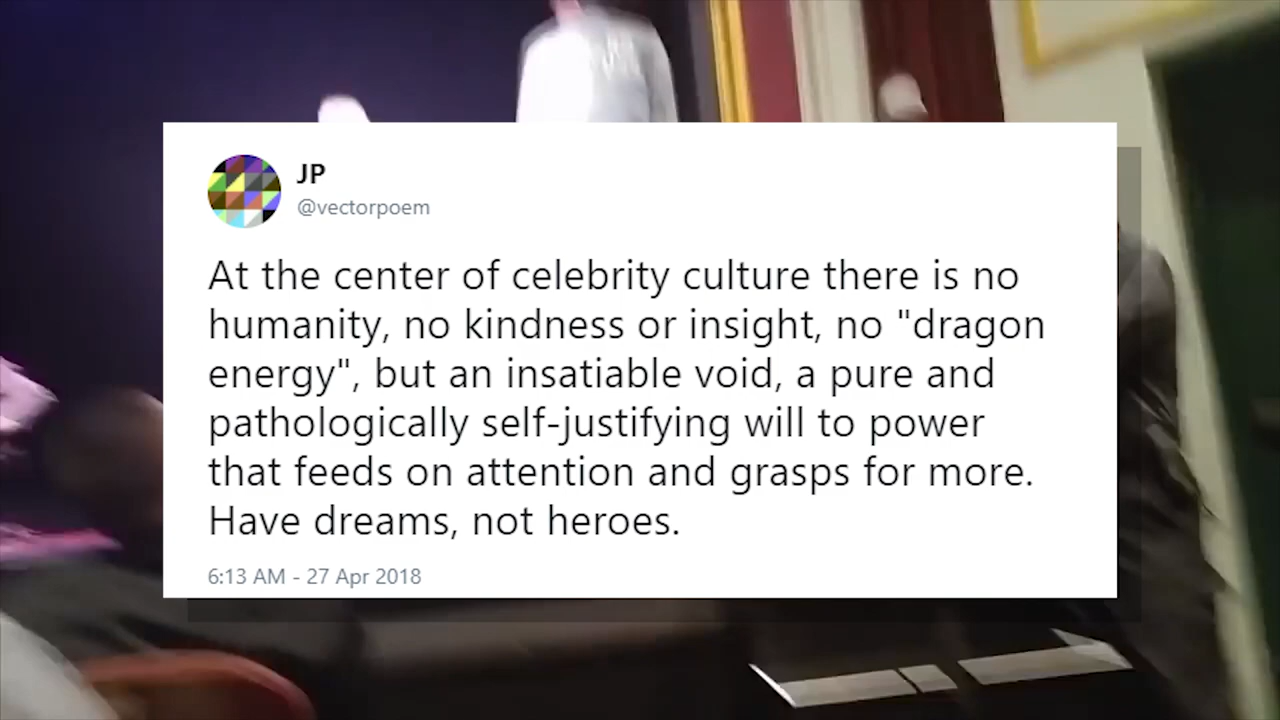 JP
@vectorpoem
At the center of celebrity culture there is no
humanity, no kindness or insight, no "dragon
energy", but an insatiable void, a pure and
pathologically self-justifying will to power
that feeds on attention and grasps for more.
Have dreams, not heroes.
6:13 AM - 27 Apr 2018